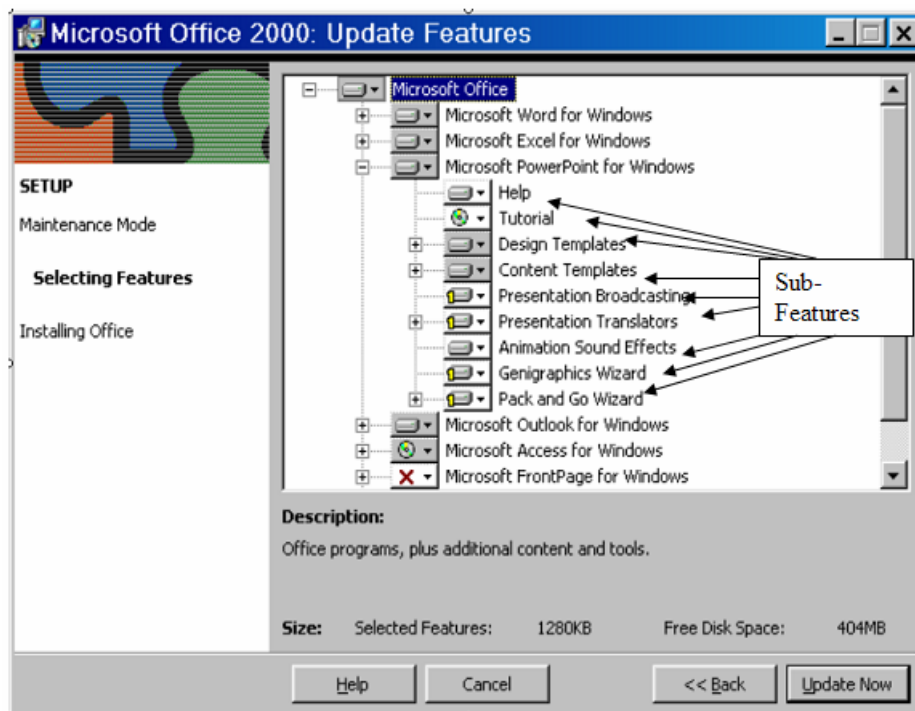 Microsoft Office 2000: Update Features
Microsoft Office
Microsoft Word for Windows
Microsoft Excel for Windows
Microsoft PowerPoint for Windows
SETUP
Help
Maintenance Mode
Tutorial
Design Templates
Content Templates
Selecting Features
Sub-
Features
Presentation Broadcasting
Presentation Translators
Installing Office
Animation Sound Effects
Genigraphics Wizard
Pack and Go Wizard
Microsoft Outlook for Windows
Microsoft Access for Windows
Microsoft FrontPage for Windows
Description:
Office programs, plus additional content and tools.
Size: Selected Features: 1280KB Free Disk Space: 404MB
Help Cancel << Back Update Now